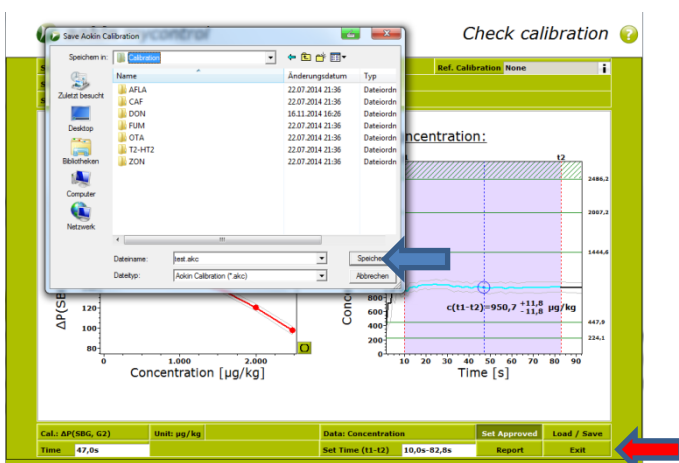 Check calibration ?
Save Aokin Calibration
Speichern in: Calibration
Ref. Calibration None i
Name Änderungsdatum Typ
Zuletzt besucht
Desktop
Bibliotheken
Computer
Netzwerk
AFLA 22.07.2014 21:36 Dateiordn
CAF 22.07.2014 21:36 Dateiordn
DON 16.11.2014 16:26 Dateiordn
FUM 22.07.2014 21:36 Dateiordn
OTA 22.07.2014 21:36 Dateiordn
T2-HT2 22.07.2014 21:36 Dateiordn
ZON 22.07.2014 21:36 Dateiordn
Dateiname: test.akc Speicher
Dateityp: Aokin Calibration (*.akc) Abbrechen
ncentration:
t2
2486,2
2007,3
1444,6
447,9
224,1
800
600
400
200
c(t1-t2)=950,7 +11,8 -11,8 µg/kg
10 20 30 40 50 60 70 80 90
Time [s]
ΔP(SB
120
100
80
0 1.000 2.000
Concentration [µg/kg]
Cal.: ΔP(SBG, G2) Unit: µg/kg Data: Concentration Set Approved Load / Save
Time 47,0s Set Time (t1-t2) 10,0s-82,8s Report Exit